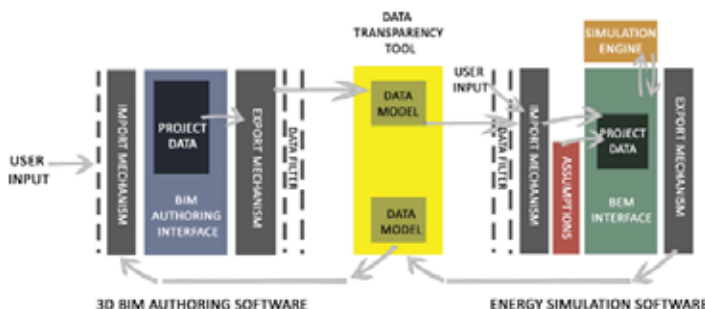 DATA
TRANSPARENCY
TOOL
SIMULATION
ENGINE
USER
INPUT
IMPORT MECHANISM
PROJECT
DATA
BIM
AUTHORING
INTERFACE
EXPORT MECHANISM
DATA FILTER
DATA
MODEL
DATA
MODEL
USER
INPUT
DATA FILTER
IMPORT MECHANISM
ASSUMPTIONS
PROJECT
DATA
BEM
INTERFACE
EXPORT MECHANISM
3D BIM AUTHORING SOFTWARE
ENERGY SIMULATION SOFTWARE